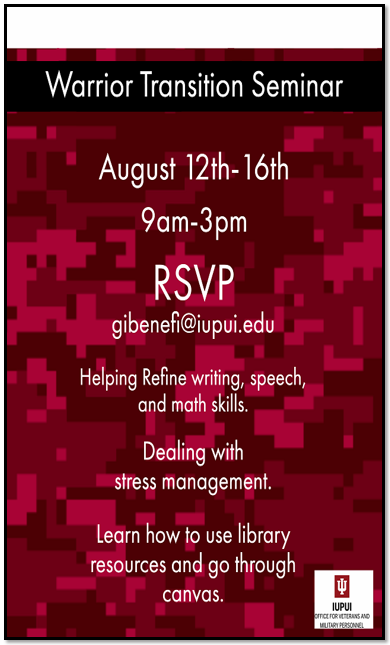 Warrior Transition Seminar
August 12th-16th
9am-3pm
RSVP
gibenefi@iupui.edu
Helping Refine writing, speech,
and math skills.
Dealing with
stress management.
Learn how to use library
resources and go through
canvas.
IUPUI
OFFICE FOR VETERANS AND
MILITARY PERSONNEL